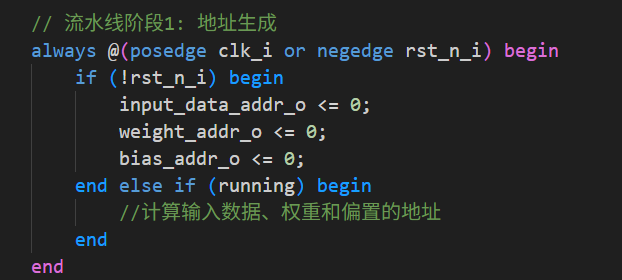 // 流水线阶段1: 地址生成
always @(posedge clk_i or negedge rst_n_i) begin
    if (!rst_n_i) begin
        input_data_addr_o <= 0;
        weight_addr_o <= 0;
        bias_addr_o <= 0;
    end else if (running) begin
        //计算输入数据、权重和偏置的地址
    end
end